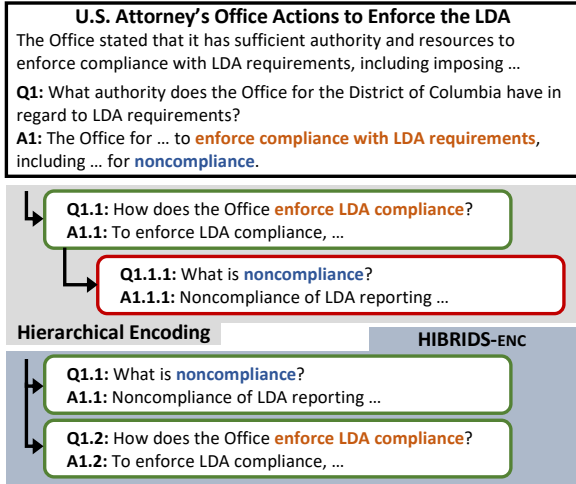 U.S. Attorney’s Office Actions to Enforce the LDA
The Office stated that it has sufficient authority and resources to
enforce compliance with LDA requirements, including imposing …
Q1: What authority does the Office for the District of Columbia have in
regard to LDA requirements?
A1: The Office for … to enforce compliance with LDA requirements,
including … for noncompliance.
Q1.1: How does the Office enforce LDA compliance?
A1.1: To enforce LDA compliance, …
Q1.1.1: What is noncompliance?
A1.1.1: Noncompliance of LDA reporting …
Hierarchical Encoding
HIBRIDS-ENC
Q1.1: What is noncompliance?
A1.1: Noncompliance of LDA reporting …
Q1.2: How does the Office enforce LDA compliance?
A1.2: To enforce LDA compliance, …